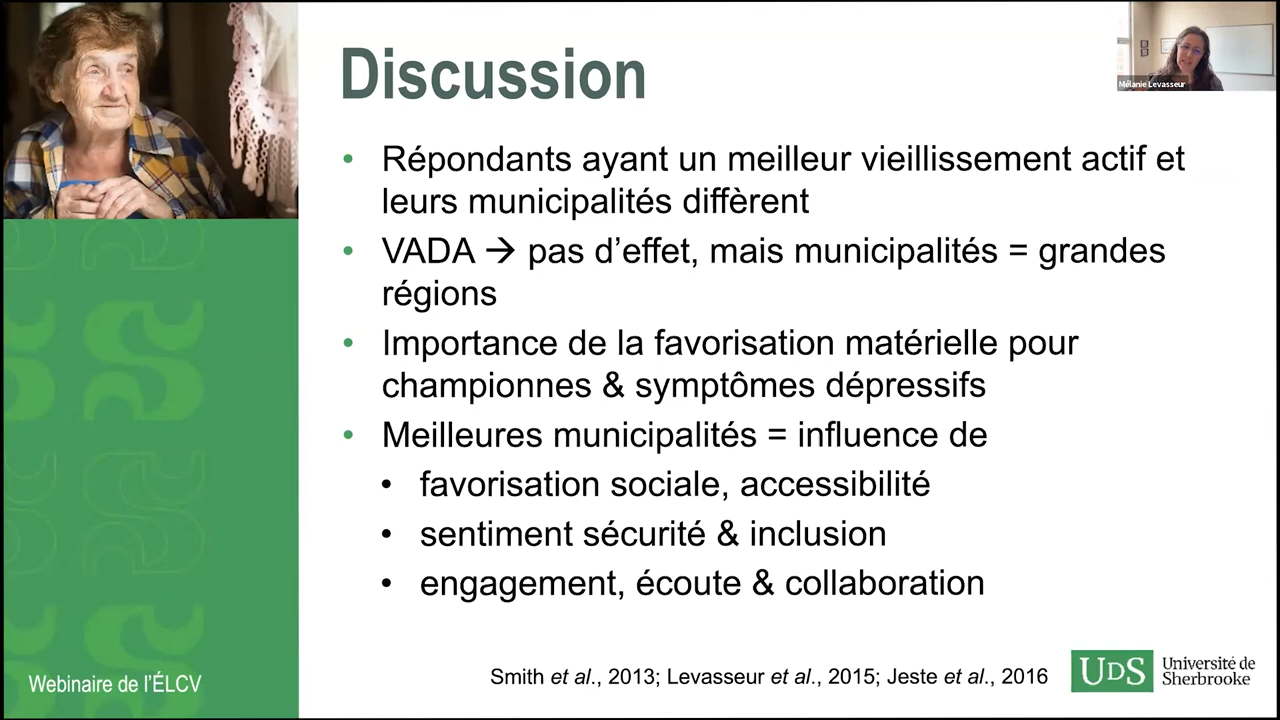 Discussion
Mélanie Levasseur
• Répondants ayant un meilleur vieillissement actif et
leurs municipalités diffèrent
• VADA → pas d’effet, mais municipalités = grandes
régions
• Importance de la favorisation matérielle pour
championnes & symptômes dépressifs
• Meilleures municipalités = influence de
• favorisation sociale, accessibilité
• sentiment sécurité & inclusion
• engagement, écoute & collaboration
Smith et al., 2013; Levasseur et al., 2015; Jeste et al., 2016
Webinaire de l’ÉLCV
UDS
Université de
Sherbrooke